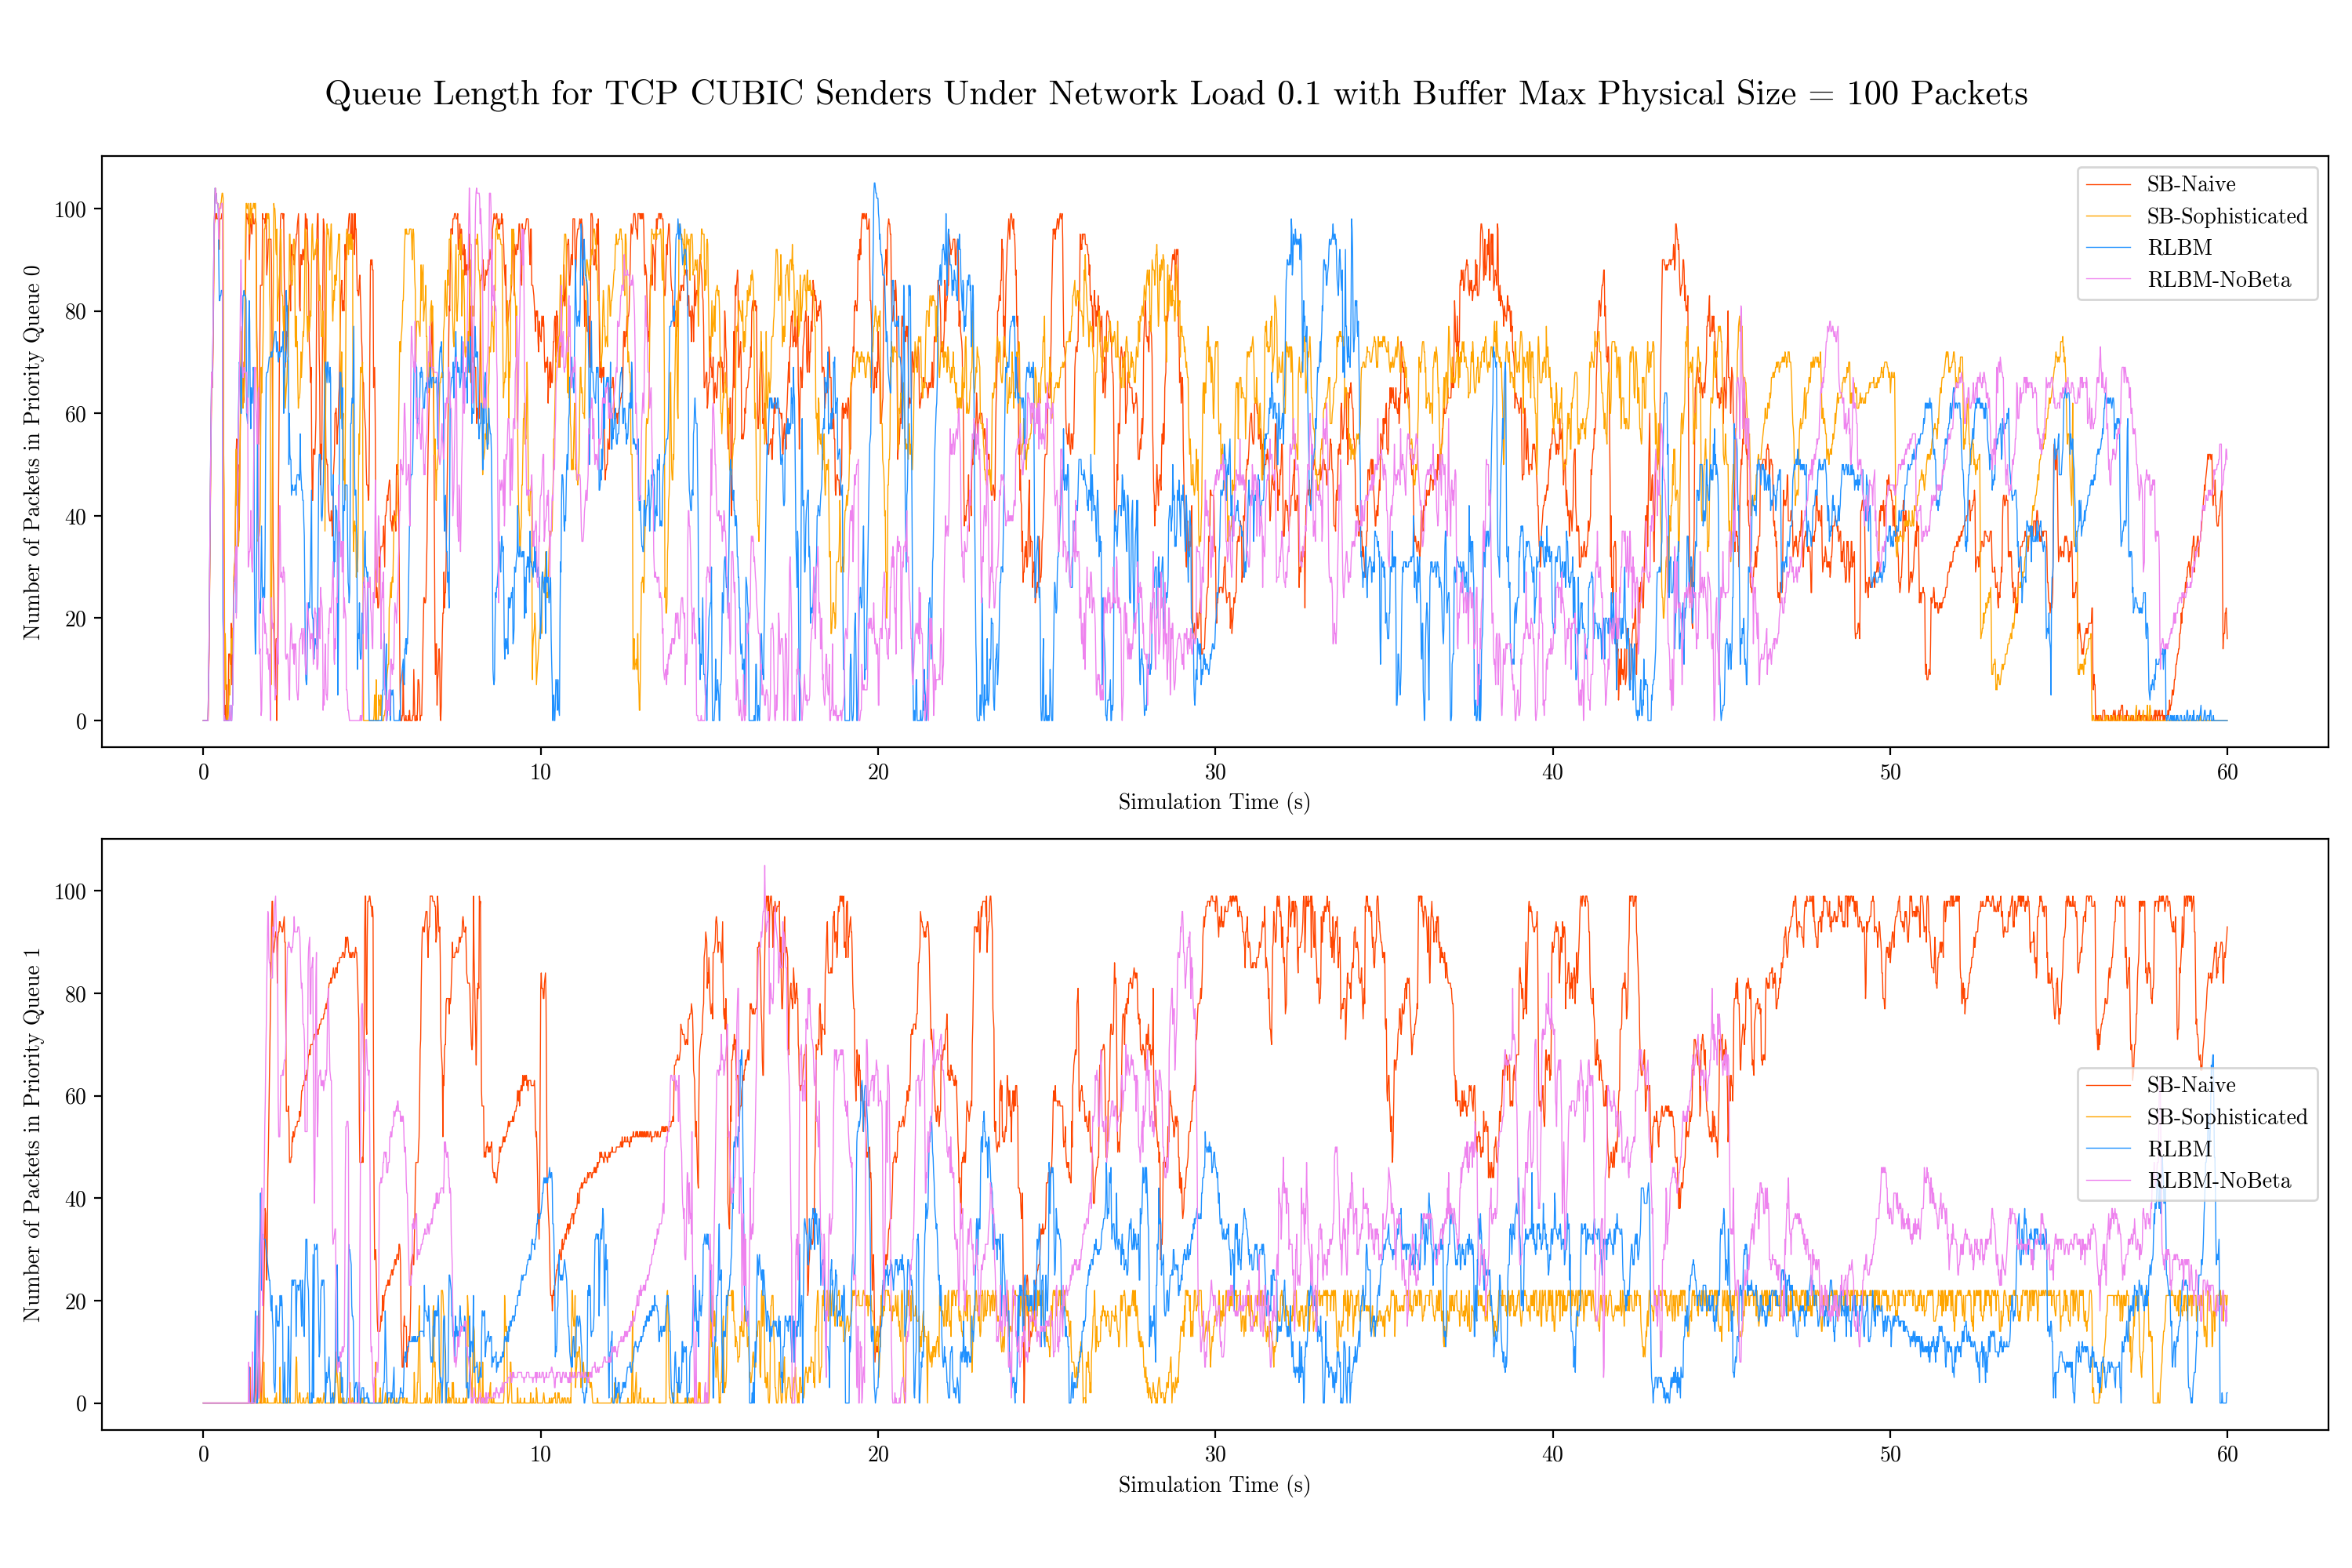 Queue Length for TCP CUBIC Senders Under Network Load 0.1 with Buffer Max Physical Size = 100 Packets
Number of Packets in Priority Queue 0
100
80
60
40
20
0
SB-Naive
SB-Sophisticated
RLBM
RLBM-NoBeta
0 10 20 30 40 50 60
Simulation Time (s)
Number of Packets in Priority Queue 1
100
80
60
40
20
0
SB-Naive
SB-Sophisticated
RLBM
RLBM-NoBeta
0 10 20 30 40 50 60
Simulation Time (s)